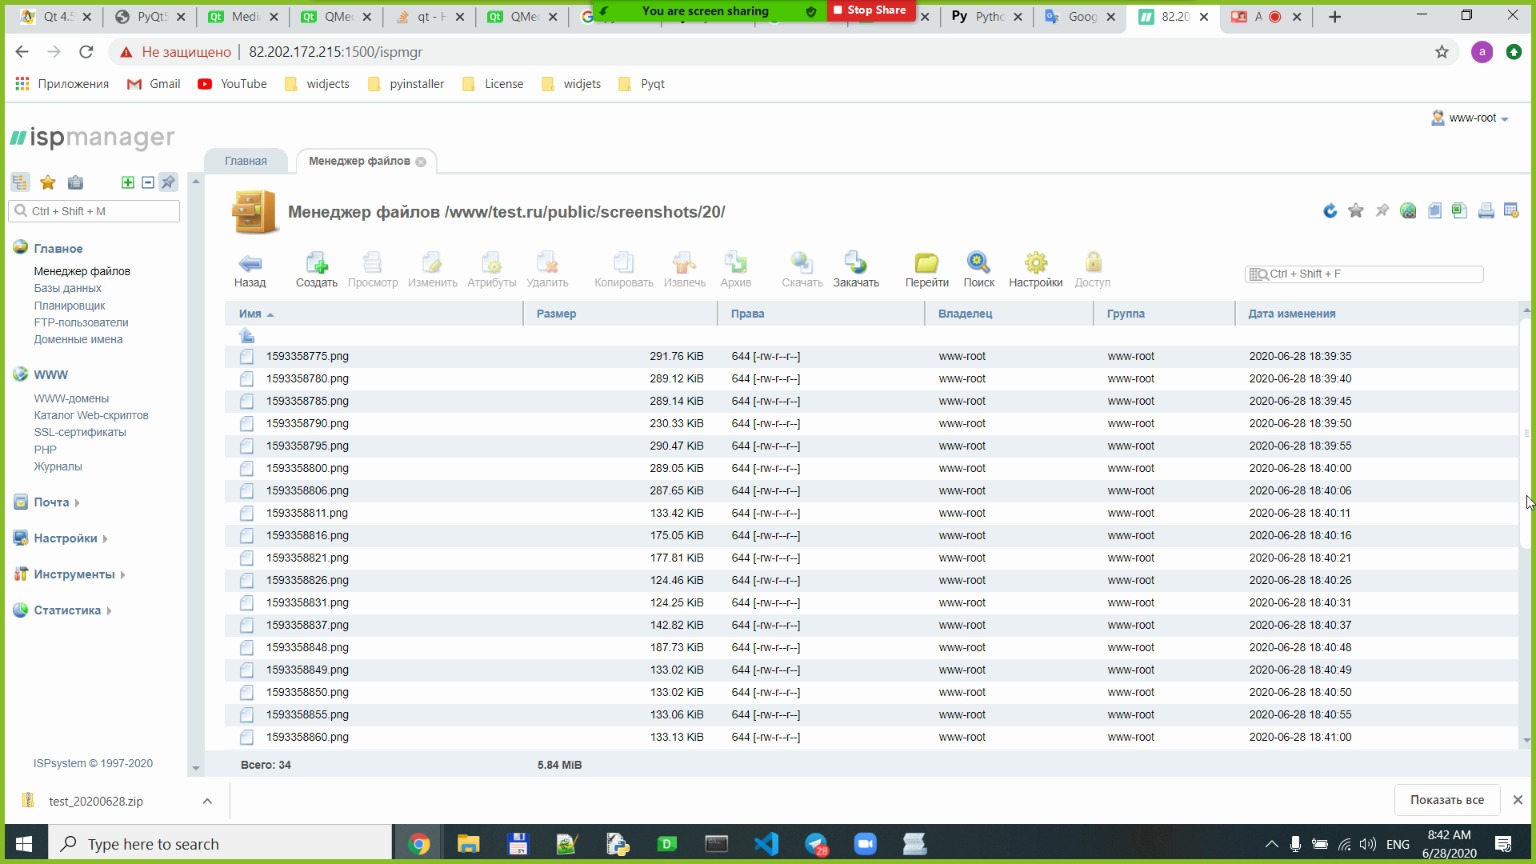 Qt 4.5
PyQt5
Media
QMed
qt - H
QMed
Pytho
Goog
82.20
A
You are screen sharing
Stop Share
Не защищено
82.202.172.215:1500/ispmgr
a
Приложения
Gmail
YouTube
widjects
pyinstaller
License
widjets
Pyqt
ispmanager
www-root
Главная
Менеджер файлов
Ctrl + Shift + M
Менеджер файлов /www/test.ru/public/screenshots/20/
Главное
Менеджер файлов
Базы данных
Планировщик
FTP-пользователи
Доменные имена
WWW
WWW-домены
Каталог Web-скриптов
SSL-сертификаты
PHP
Журналы
Почта
Настройки
Инструменты
Статистика
ISPsystem © 1997-2020
Назад Создать Просмотр Изменить Атрибуты Удалить Копировать Извлечь Архив Скачать Закачать Перейти Поиск Настройки Доступ
Ctrl + Shift + F
Имя Размер Права Владелец Группа Дата изменения
1593358775.png 291.76 KiB 644 [-rw-r--r--] www-root www-root 2020-06-28 18:39:35
1593358780.png 289.12 KiB 644 [-rw-r--r--] www-root www-root 2020-06-28 18:39:40
1593358785.png 289.14 KiB 644 [-rw-r--r--] www-root www-root 2020-06-28 18:39:45
1593358790.png 230.33 KiB 644 [-rw-r--r--] www-root www-root 2020-06-28 18:39:50
1593358795.png 290.47 KiB 644 [-rw-r--r--] www-root www-root 2020-06-28 18:39:55
1593358800.png 289.05 KiB 644 [-rw-r--r--] www-root www-root 2020-06-28 18:40:00
1593358806.png 287.65 KiB 644 [-rw-r--r--] www-root www-root 2020-06-28 18:40:06
1593358811.png 133.42 KiB 644 [-rw-r--r--] www-root www-root 2020-06-28 18:40:11
1593358816.png 175.05 KiB 644 [-rw-r--r--] www-root www-root 2020-06-28 18:40:16
1593358821.png 177.81 KiB 644 [-rw-r--r--] www-root www-root 2020-06-28 18:40:21
1593358826.png 124.46 KiB 644 [-rw-r--r--] www-root www-root 2020-06-28 18:40:26
1593358831.png 124.25 KiB 644 [-rw-r--r--] www-root www-root 2020-06-28 18:40:31
1593358837.png 142.82 KiB 644 [-rw-r--r--] www-root www-root 2020-06-28 18:40:37
1593358848.png 187.73 KiB 644 [-rw-r--r--] www-root www-root 2020-06-28 18:40:48
1593358849.png 133.02 KiB 644 [-rw-r--r--] www-root www-root 2020-06-28 18:40:49
1593358850.png 133.02 KiB 644 [-rw-r--r--] www-root www-root 2020-06-28 18:40:50
1593358855.png 133.06 KiB 644 [-rw-r--r--] www-root www-root 2020-06-28 18:40:55
1593358860.png 133.13 KiB 644 [-rw-r--r--] www-root www-root 2020-06-28 18:41:00
Всего: 34 5.84 MiB
test_20200628.zip
Показать все
Type here to search
28
ENG
8:42 AM
6/28/2020